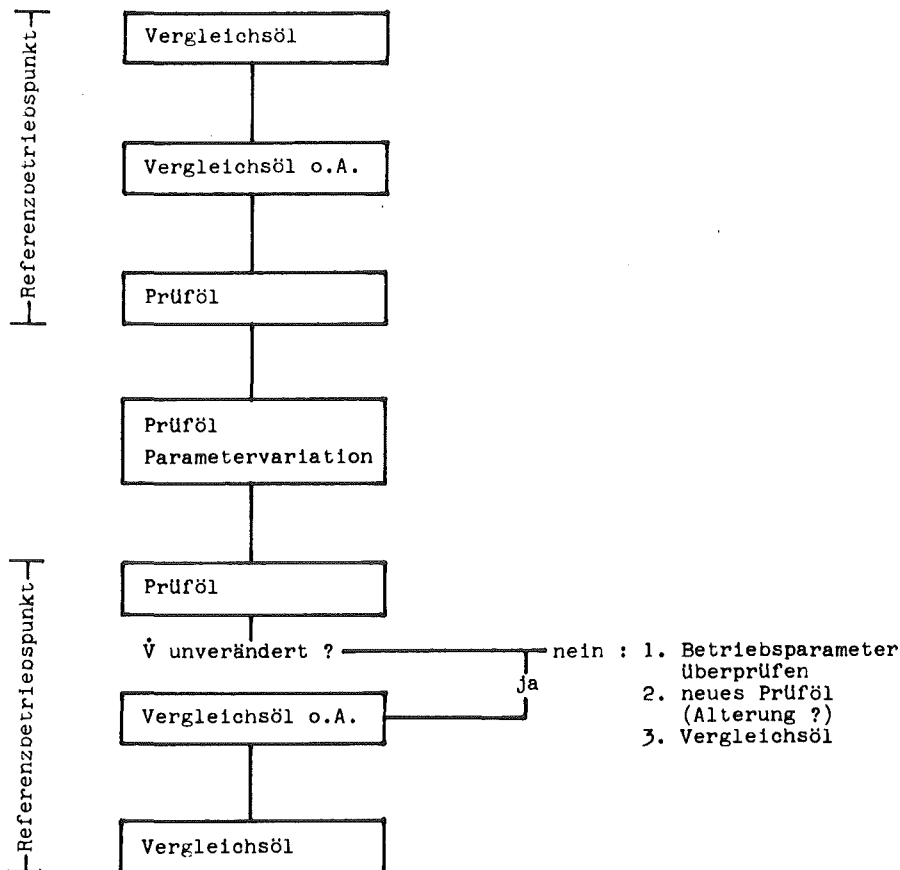 Referenzbetriebspunkt
Vergleichsöl
Vergleichsöl o.A.
Prüföl
Prüföl
Parametervariation
Referenzbetriebspunkt
Prüföl
V̇ unverändert ?
nein : 1. Betriebsparameter
überprüfen
ja
2. neues Prüföl
(Alterung ?)
3. Vergleichsöl
Vergleichsöl o.A.
Vergleichsöl